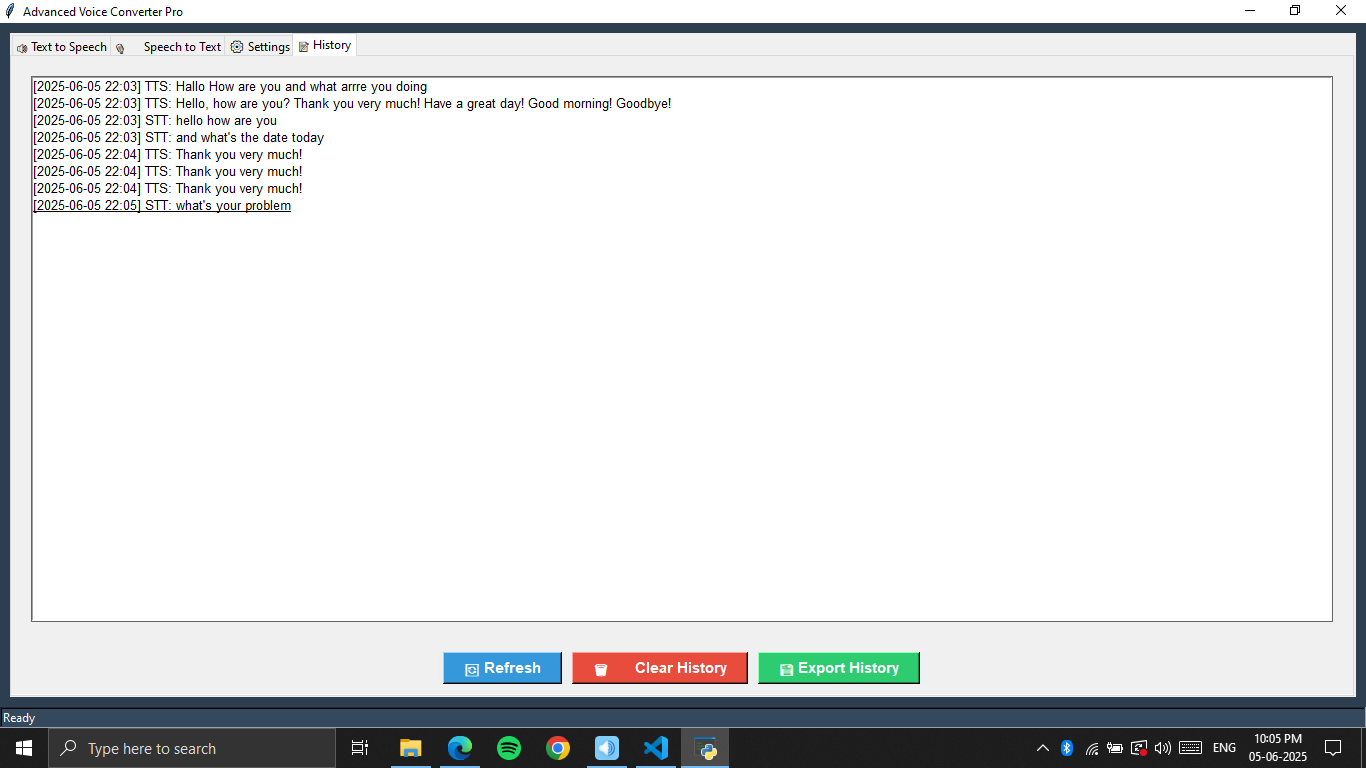 Advanced Voice Converter Pro
Text to Speech Speech to Text Settings History
[2025-06-05 22:03] TTS: Hallo How are you and what arrre you doing
[2025-06-05 22:03] TTS: Hello, how are you? Thank you very much! Have a great day! Good morning! Goodbye!
[2025-06-05 22:03] STT: hello how are you
[2025-06-05 22:03] STT: and what's the date today
[2025-06-05 22:04] TTS: Thank you very much!
[2025-06-05 22:04] TTS: Thank you very much!
[2025-06-05 22:04] TTS: Thank you very much!
[2025-06-05 22:05] STT: what's your problem
Refresh Clear History Export History
Ready
Type here to search ENG 10:05 PM
05-06-2025